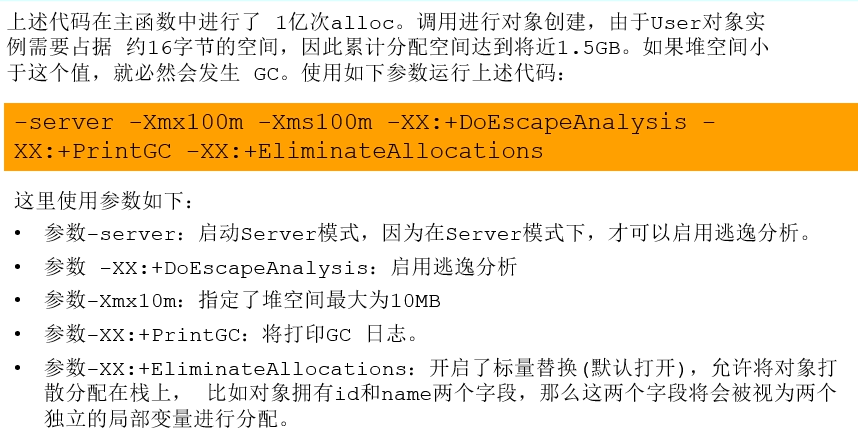 上述代码在主函数中进行了 1亿次alloc。调用进行对象创建，由于User对象实
例需要占据 约16字节的空间，因此累计分配空间达到将近1.5GB。如果堆空间小
于这个值，就必然会发生 GC。使用如下参数运行上述代码：
-server -Xmx100m -Xms100m -XX:+DoEscapeAnalysis -
XX:+PrintGC -XX:+EliminateAllocations
这里使用参数如下：
• 参数-server：启动Server模式，因为在Server模式下，才可以启用逃逸分析。
• 参数 -XX:+DoEscapeAnalysis：启用逃逸分析
• 参数-Xmx10m：指定了堆空间最大为10MB
• 参数-XX:+PrintGC：将打印GC 日志。
• 参数-XX:+EliminateAllocations：开启了标量替换(默认打开)，允许将对象打
散分配在栈上， 比如对象拥有id和name两个字段，那么这两个字段将会被视为两个
独立的局部变量进行分配。